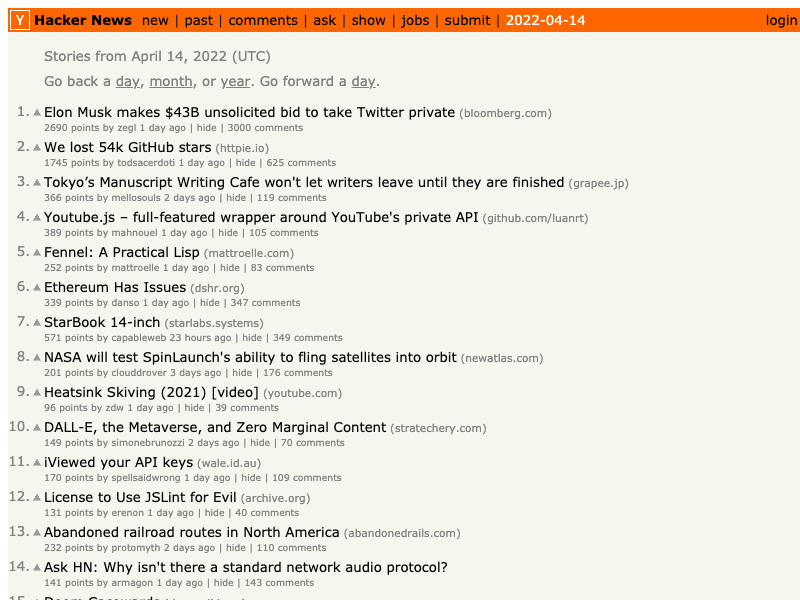 Y Hacker News new | past | comments | ask | show | jobs | submit | 2022-04-14 login
Stories from April 14, 2022 (UTC)
Go back a day, month, or year. Go forward a day.
1. Elon Musk makes $43B unsolicited bid to take Twitter private (bloomberg.com)
2690 points by zegl 1 day ago | hide | 3000 comments
2. We lost 54k GitHub stars (httpie.io)
1745 points by todsacerdoti 1 day ago | hide | 625 comments
3. Tokyo’s Manuscript Writing Cafe won't let writers leave until they are finished (grapee.jp)
366 points by mellosouls 2 days ago | hide | 119 comments
4. Youtube.js – full-featured wrapper around YouTube's private API (github.com/luanrt)
389 points by mahnouel 1 day ago | hide | 105 comments
5. Fennel: A Practical Lisp (mattroelle.com)
252 points by mattroelle 1 day ago | hide | 83 comments
6. Ethereum Has Issues (dshr.org)
339 points by danso 1 day ago | hide | 347 comments
7. StarBook 14-inch (starlabs.systems)
571 points by capableweb 23 hours ago | hide | 349 comments
8. NASA will test SpinLaunch's ability to fling satellites into orbit (newatlas.com)
201 points by clouddrover 3 days ago | hide | 176 comments
9. Heatsink Skiving (2021) [video] (youtube.com)
96 points by zdw 1 day ago | hide | 39 comments
10. DALL-E, the Metaverse, and Zero Marginal Content (stratechery.com)
149 points by simonebrunozzi 2 days ago | hide | 70 comments
11. iViewed your API keys (wale.id.au)
170 points by spellsaidwrong 1 day ago | hide | 109 comments
12. License to Use JSLint for Evil (archive.org)
131 points by erenon 1 day ago | hide | 40 comments
13. Abandoned railroad routes in North America (abandonedrails.com)
232 points by protomyth 2 days ago | hide | 110 comments
14. Ask HN: Why isn't there a standard network audio protocol?
141 points by armagon 1 day ago | hide | 143 comments